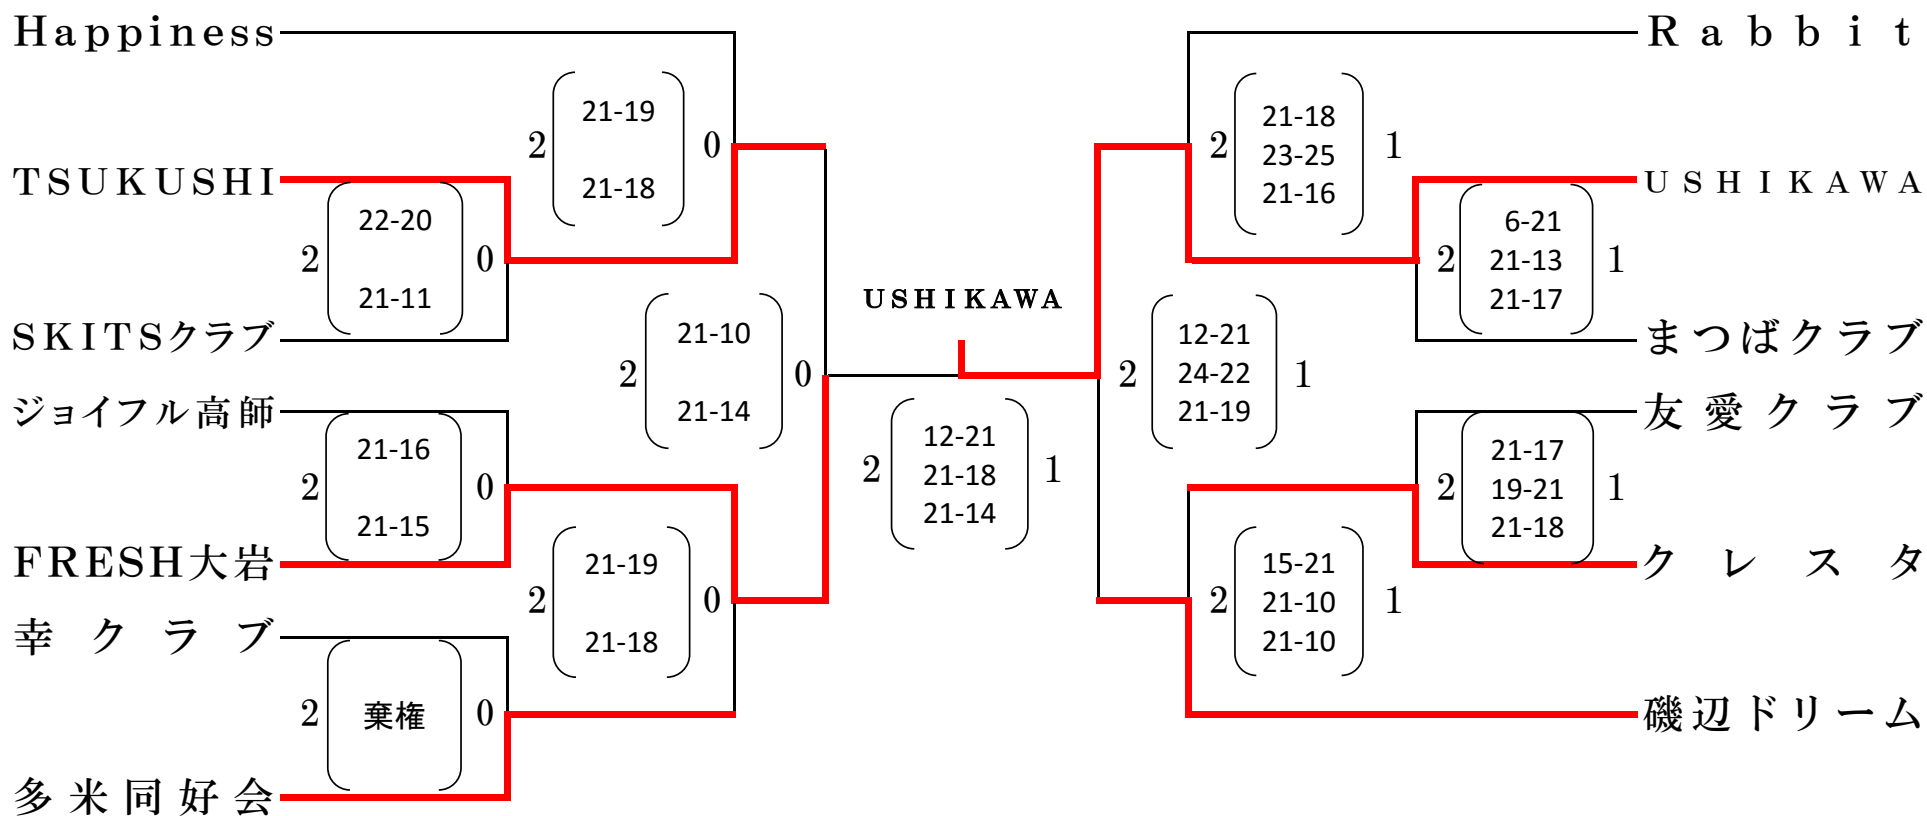 Happiness
2 21-19 0
21-18
TSUKUSHI
2 22-20 0
21-11
SKITSクラブ
ジョイフル高師
2 21-16 0
21-15
FRESH大岩
2 21-19 0
21-18
幸クラブ
2 棄権 0
多米同好会
2 21-10 0
21-14
USHIKAWA
12-21
2 21-18 1
21-14
Rabbit
21-18
2 23-25 1
21-16
USHIKAWA
6-21
2 21-13 1
21-17
まつばクラブ
12-21
2 24-22 1
21-19
友愛クラブ
21-17
2 19-21 1
21-18
クレスタ
15-21
2 21-10 1
21-10
磯辺ドリーム